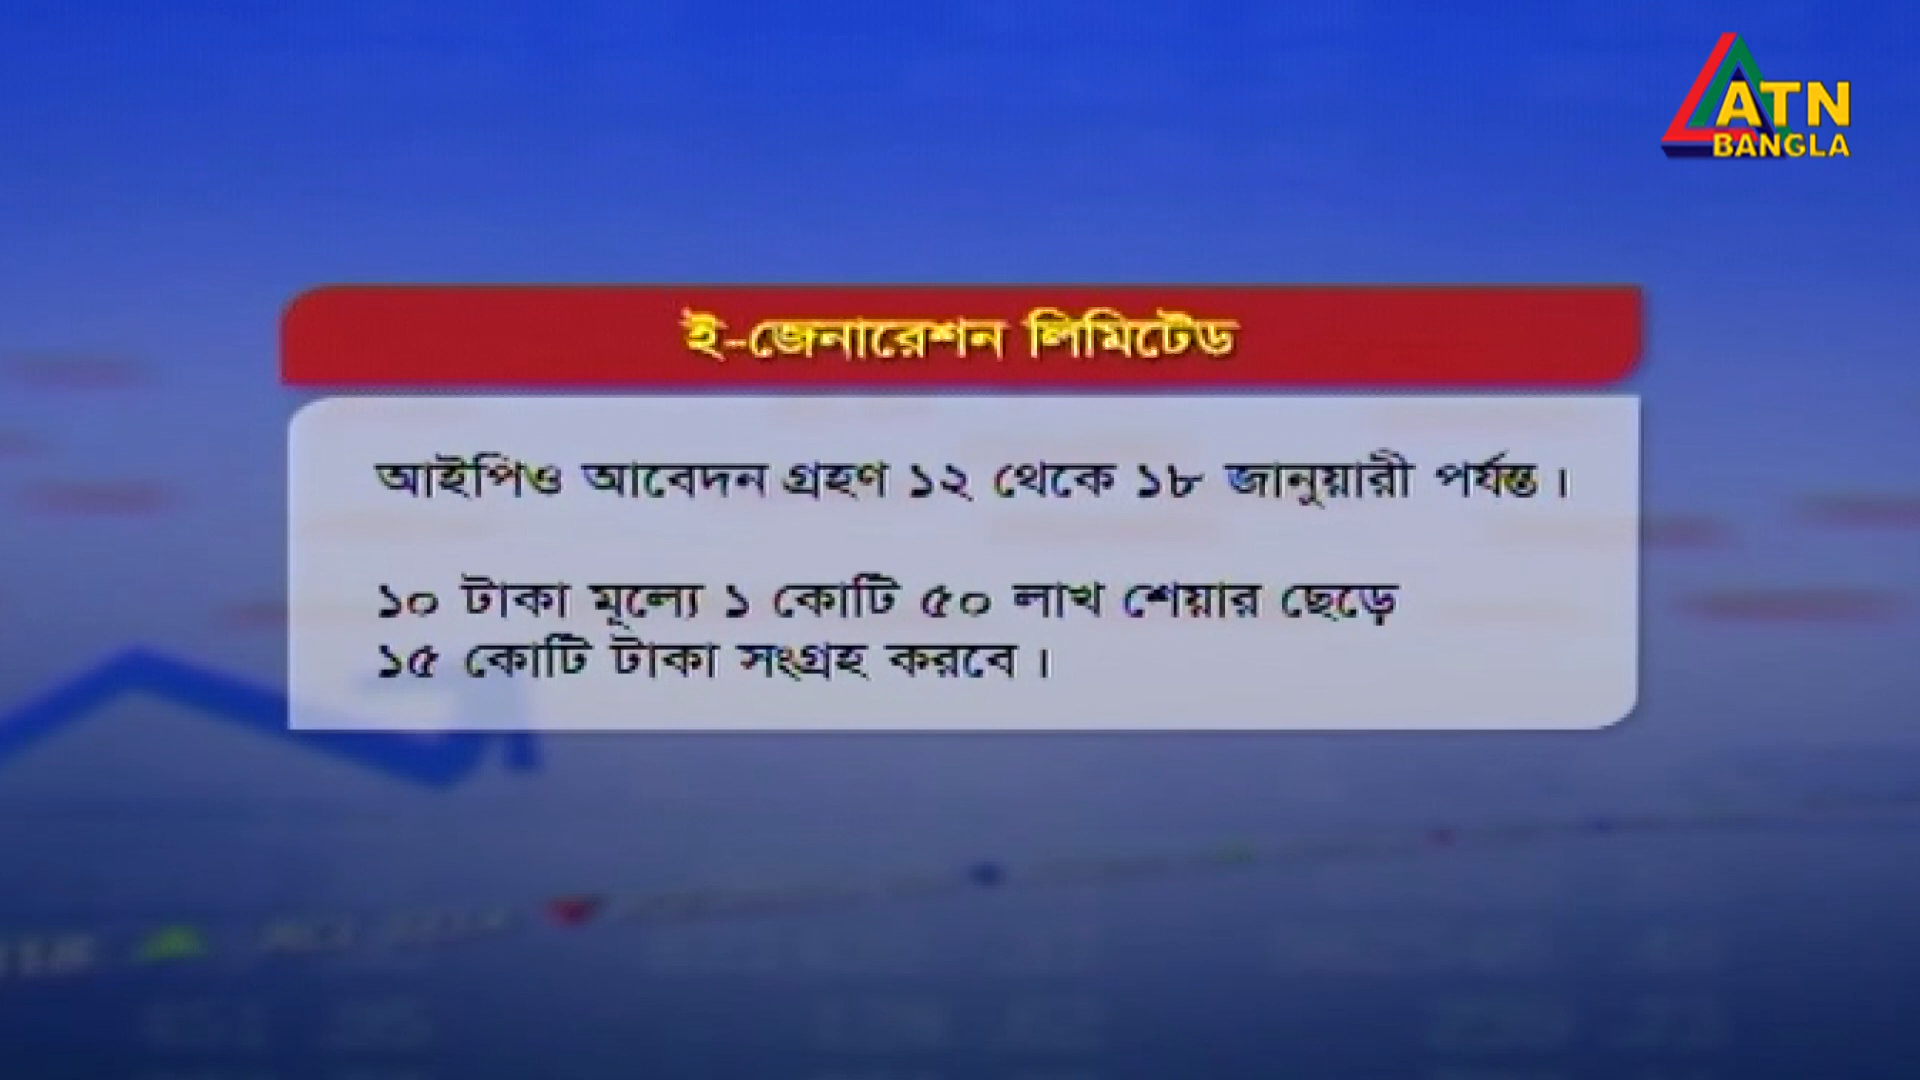 ATN
BANGLA
ই-জেনারেশন লিমিটেড
আইপিও আবেদন গ্রহণ ১২ থেকে ১৮ জানুয়ারী পর্যন্ত।
১০ টাকা মূল্যে ১ কোটি ৫০ লাখ শেয়ার ছেড়ে
১৫ কোটি টাকা সংগ্রহ করবে।